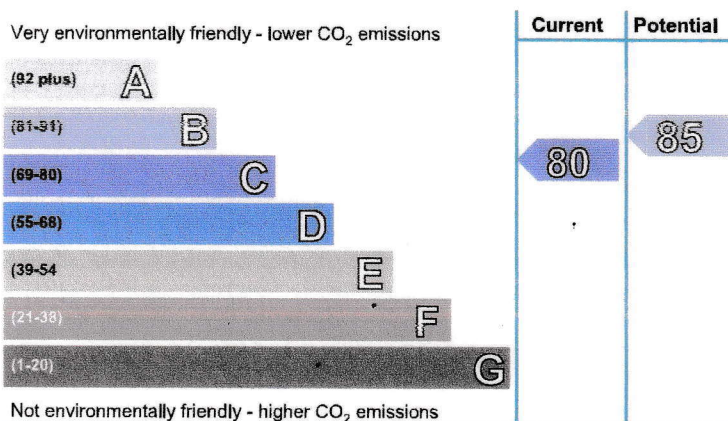 Very environmentally friendly - lower CO₂ emissions
Current
Potential
(92 plus) A
(81-91) B
85
80
(69-80) C
(55-68) D
(39-54 E
(21-38) F
(1-20) G
Not environmentally friendly - higher CO₂ emissions